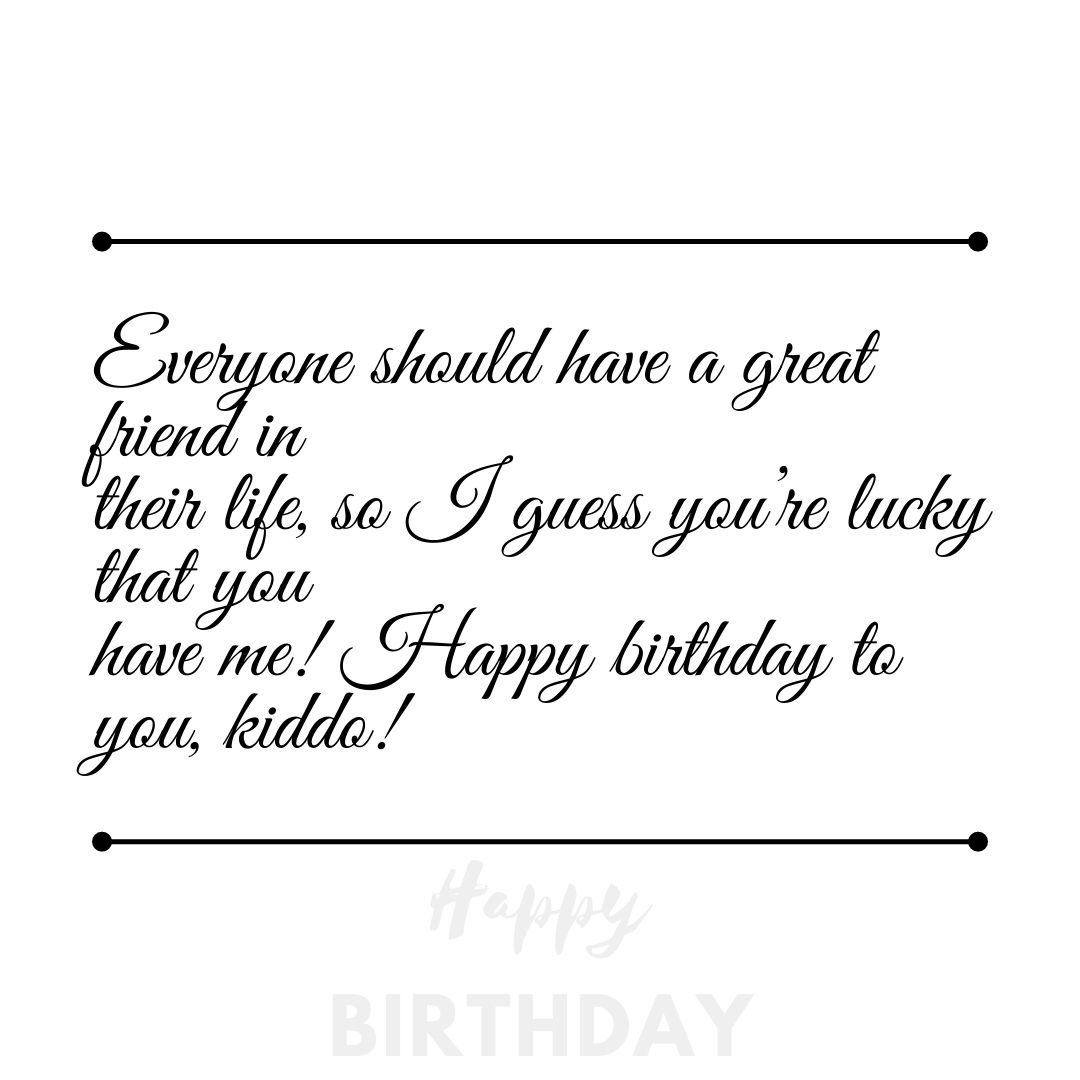 Everyone should have a great
friend in
their life, so I guess you're lucky
that you
have me! Happy birthday to
you, kiddo!
Happy
BIRTHDAY